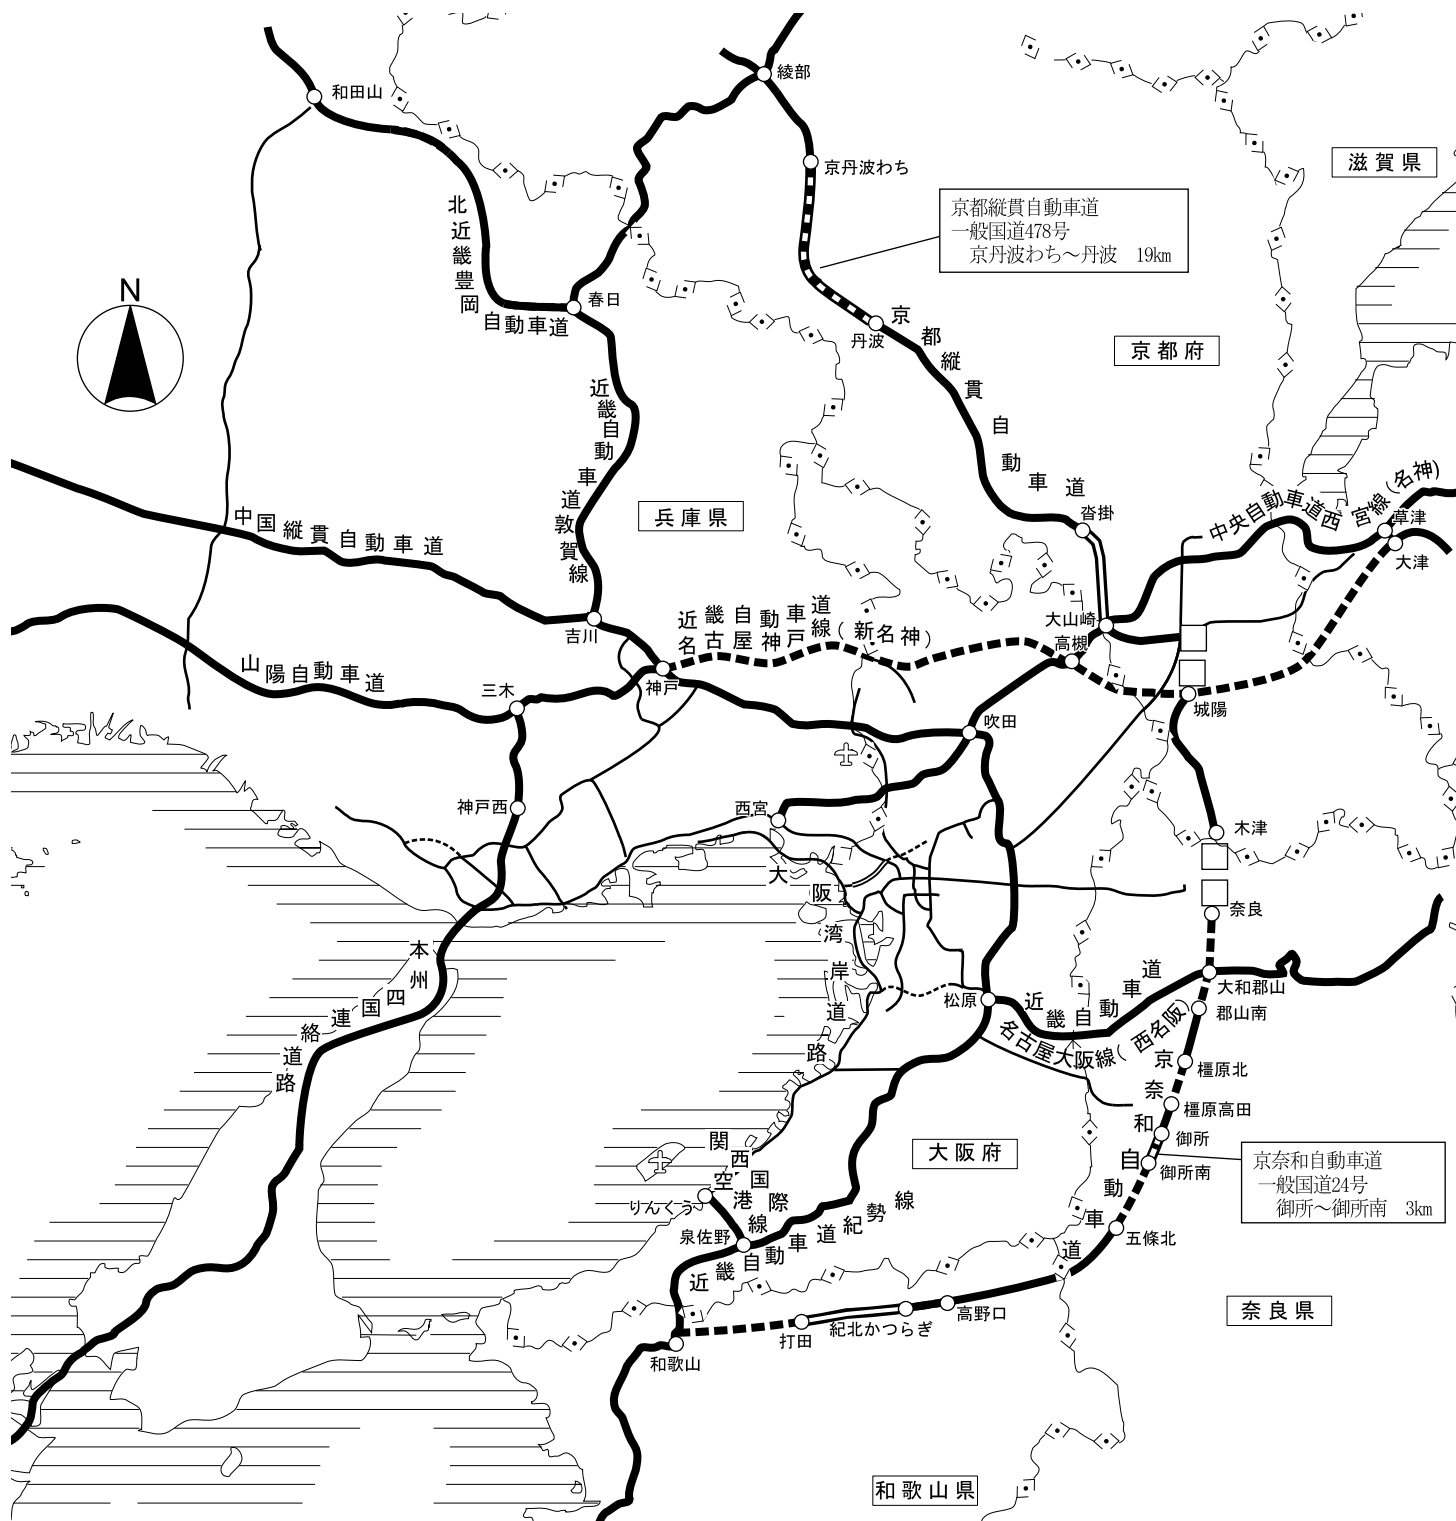 綾部
和田山
京丹波わち
滋賀県
京都縦貫自動車道
一般国道478号
京丹波わち～丹波 19km
北近畿豊岡自動車道
N
春日
丹波
京都縦貫自動車道
京都府
近畿自動車道敦賀線
中国縦貫自動車道
兵庫県
沓掛
中央自動車道西宮線(名神)
草津
大津
吉川
近畿自動車道
名古屋神戸線(新名神)
大山崎
高槻
山陽自動車道
三木
神戸
城陽
吹田
神戸西
西宮
木津
大阪湾岸道路
奈良
本州四国連絡道路
松原
近畿自動車道
名古屋大阪線(西名阪)
大和郡山
郡山南
橿原北
京奈和自動車道
橿原高田
御所
御所南
大阪府
京奈和自動車道
一般国道24号
御所～御所南 3km
関西国際空港線
りんくう
泉佐野
近畿自動車道紀勢線
五條北
奈良県
高野口
紀北かつらぎ
打田
和歌山
和歌山県